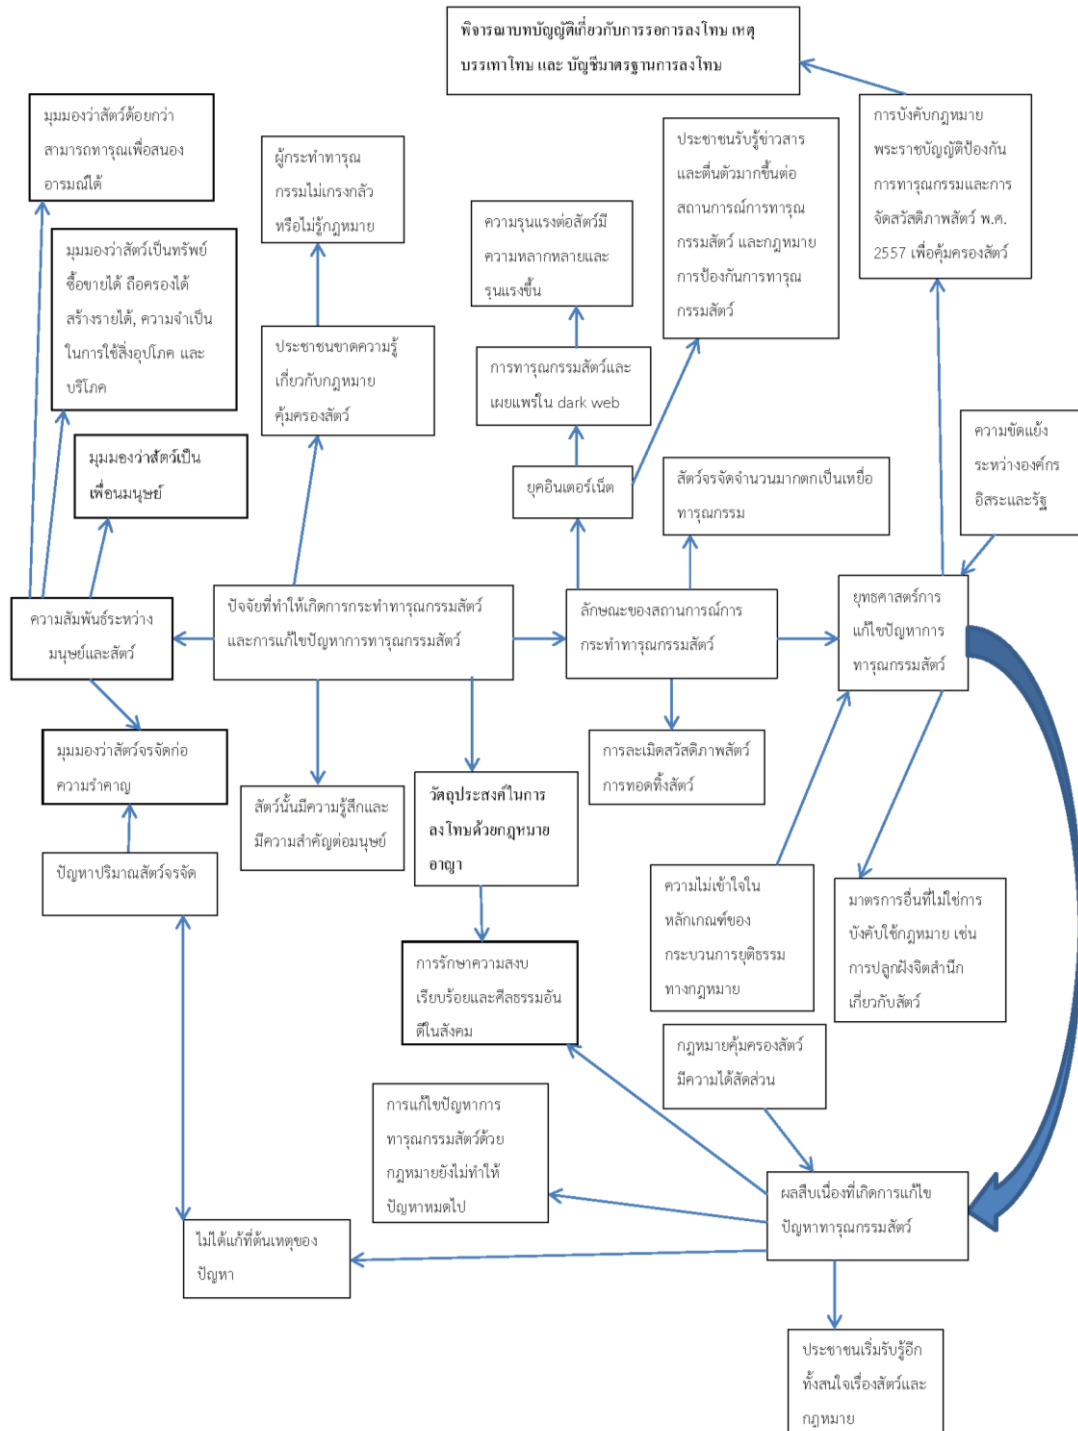 พิจารณาบทบัญญัติเกี่ยวกับการรอการลงโทษ เหตุ
บรรเทาโทษ และ บัญชีมาตรฐานการลงโทษ
มุมมองว่าสัตว์ด้อยกว่า
สามารถทารุณเพื่อสนอง
อารมณ์ได้
ผู้กระทำทารุณ
กรรมไม่เกรงกลัว
หรือไม่รู้กฎหมาย
ความรุนแรงต่อสัตว์มี
ความหลากหลายและ
รุนแรงขึ้น
ประชาชนรับรู้ข่าวสาร
และตื่นตัวมากขึ้นต่อ
สถานการณ์การทารุณ
กรรมสัตว์ และกฎหมาย
การป้องกันการทารุณ
กรรมสัตว์
การบังคับกฎหมาย
พระราชบัญญัติป้องกัน
การทารุณกรรมและการ
จัดสวัสดิภาพสัตว์ พ.ศ.
2557 เพื่อคุ้มครองสัตว์
มุมมองว่าสัตว์เป็นทรัพย์
ซื้อขายได้ ถือครองได้
สร้างรายได้, ความจำเป็น
ในการใช้สิ่งอุปโภค และ
บริโภค
ประชาชนขาดความรู้
เกี่ยวกับกฎหมาย
คุ้มครองสัตว์
การทารุณกรรมสัตว์และ
เผยแพร่ใน dark web
มุมมองว่าสัตว์เป็น
เพื่อนมนุษย์
ยุคอินเตอร์เน็ต
สัตว์จรจัดจำนวนมากตกเป็นเหยื่อ
ทารุณกรรม
ความขัดแย้ง
ระหว่างองค์กร
อิสระและรัฐ
ความสัมพันธ์ระหว่าง
มนุษย์และสัตว์
ปัจจัยที่ทำให้เกิดการกระทำทารุณกรรมสัตว์
และการแก้ไขปัญหาการทารุณกรรมสัตว์
ลักษณะของสถานการณ์การ
กระทำทารุณกรรมสัตว์
ยุทธศาสตร์การ
แก้ไขปัญหาการ
ทารุณกรรมสัตว์
มุมมองว่าสัตว์จรจัดก่อ
ความรำคาญ
สัตว์นั้นมีความรู้สึกและ
มีความสำคัญต่อมนุษย์
วัตถุประสงค์ในการ
ลงโทษด้วยกฎหมาย
อาญา
การละเมิดสวัสดิภาพสัตว์
การทอดทิ้งสัตว์
ปัญหาปริมาณสัตว์จรจัด
ความไม่เข้าใจใน
หลักเกณฑ์ของ
กระบวนการยุติธรรม
ทางกฎหมาย
มาตรการอื่นที่ไม่ใช่การ
บังคับใช้กฎหมาย เช่น
การปลูกฝังจิตสำนึก
เกี่ยวกับสัตว์
การรักษาความสงบ
เรียบร้อยและศีลธรรมอัน
ดีในสังคม
กฎหมายคุ้มครองสัตว์
มีความได้สัดส่วน
การแก้ไขปัญหาการ
ทารุณกรรมสัตว์ด้วย
กฎหมายยังไม่ทำให้
ปัญหาหมดไป
ผลสืบเนื่องที่เกิดการแก้ไข
ปัญหาทารุณกรรมสัตว์
ไม่ได้แก้ที่ต้นเหตุของ
ปัญหา
ประชาชนเริ่มรับรู้อีก
ทั้งสนใจเรื่องสัตว์และ
กฎหมาย